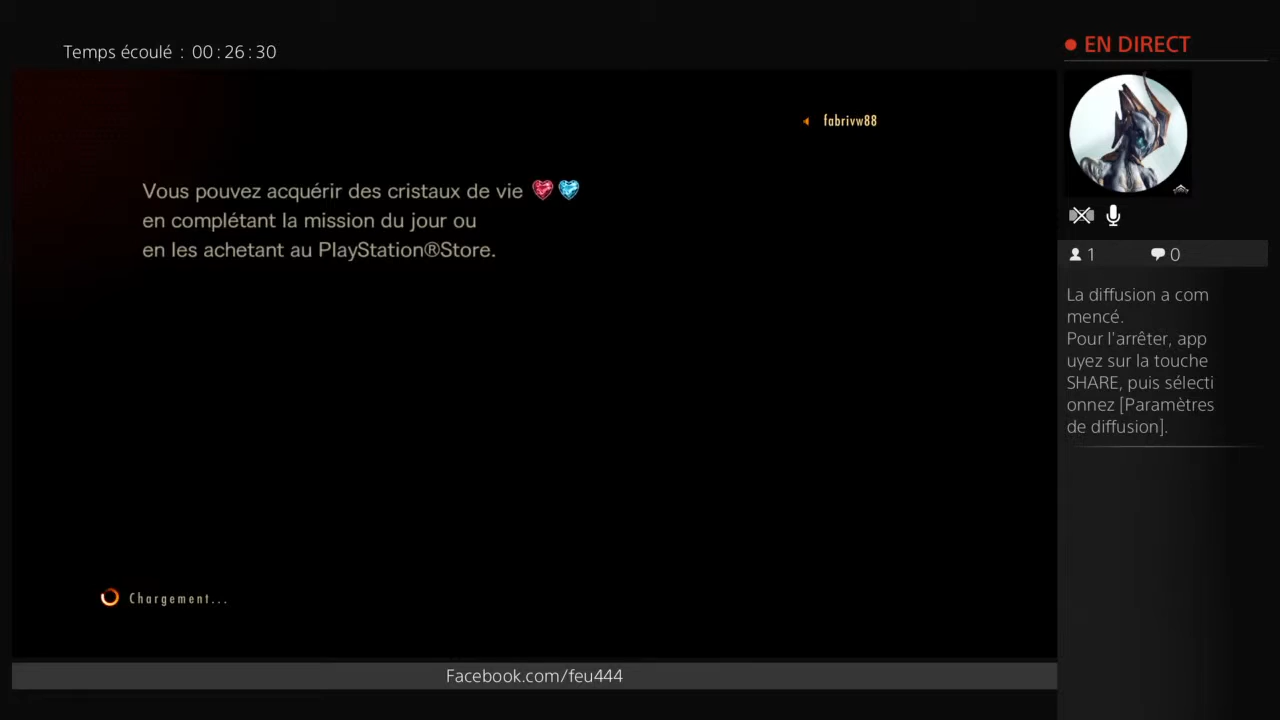 Temps écoulé : 00:26:30
EN DIRECT
fabrivw88
Vous pouvez acquérir des cristaux de vie
en complétant la mission du jour ou
en les achetant au PlayStation®Store.
1
0
La diffusion a com
mencé.
Pour l'arrêter, app
uyez sur la touche
SHARE, puis sélecti
onnez [Paramètres
de diffusion].
Chargement...
Facebook.com/feu444